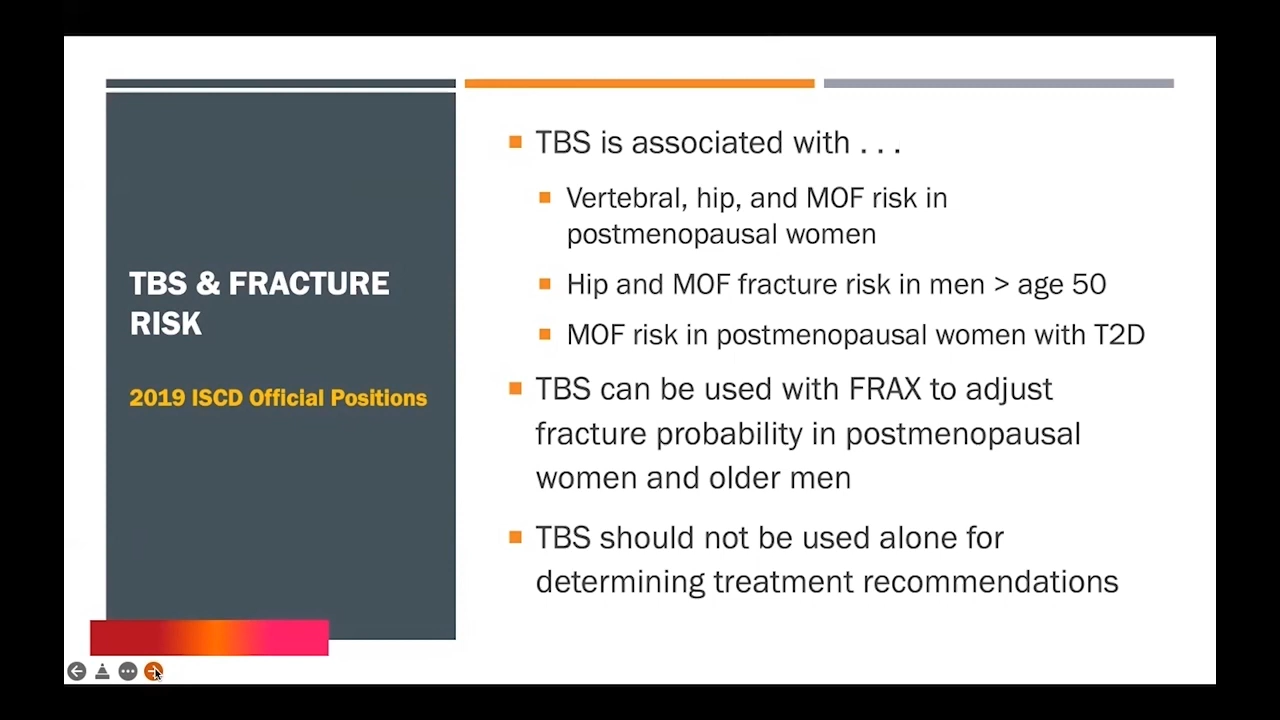 TBS & FRACTURE
RISK
2019 ISCD Official Positions
TBS is associated with . . .
Vertebral, hip, and MOF risk in
postmenopausal women
Hip and MOF fracture risk in men > age 50
MOF risk in postmenopausal women with T2D
TBS can be used with FRAX to adjust
fracture probability in postmenopausal
women and older men
TBS should not be used alone for
determining treatment recommendations